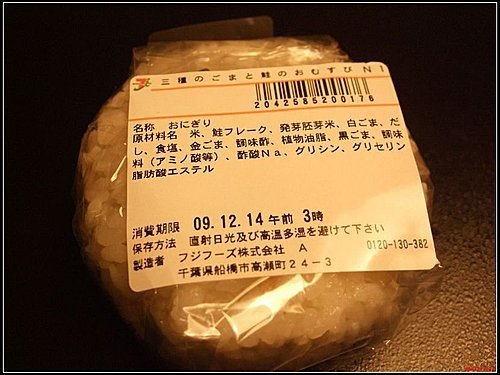 三種のごまと鮭のおむすびN1
2042585200176
名称 おにぎり
原材料名 米、鮭フレーク、発芽胚芽米、白ごま、だ
し、食塩、金ごま、調味酢、植物油脂、黒ごま、調味
料(アミノ酸等)、酢酸Na、グリシン、グリセリン
脂肪酸エステル
消費期限 09.12.14午前 3時
保存方法 直射日光及び高温多湿を避けて下さい
製造者 フジフーズ株式会社 A 0120-130-382
千葉県船橋市高瀬町24-3